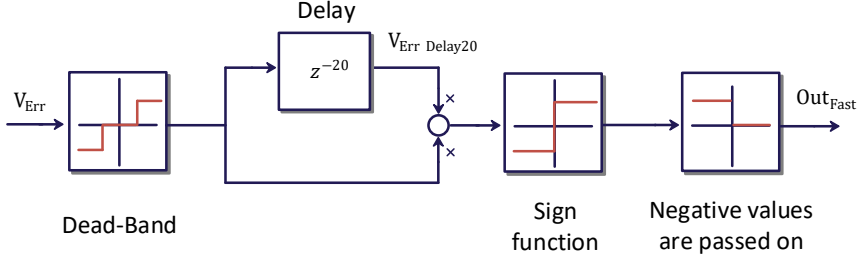 Delay
V_Err Delay20
z^-20
V_Err
×
Out_Fast
×
Dead-Band
Sign
function
Negative values
are passed on